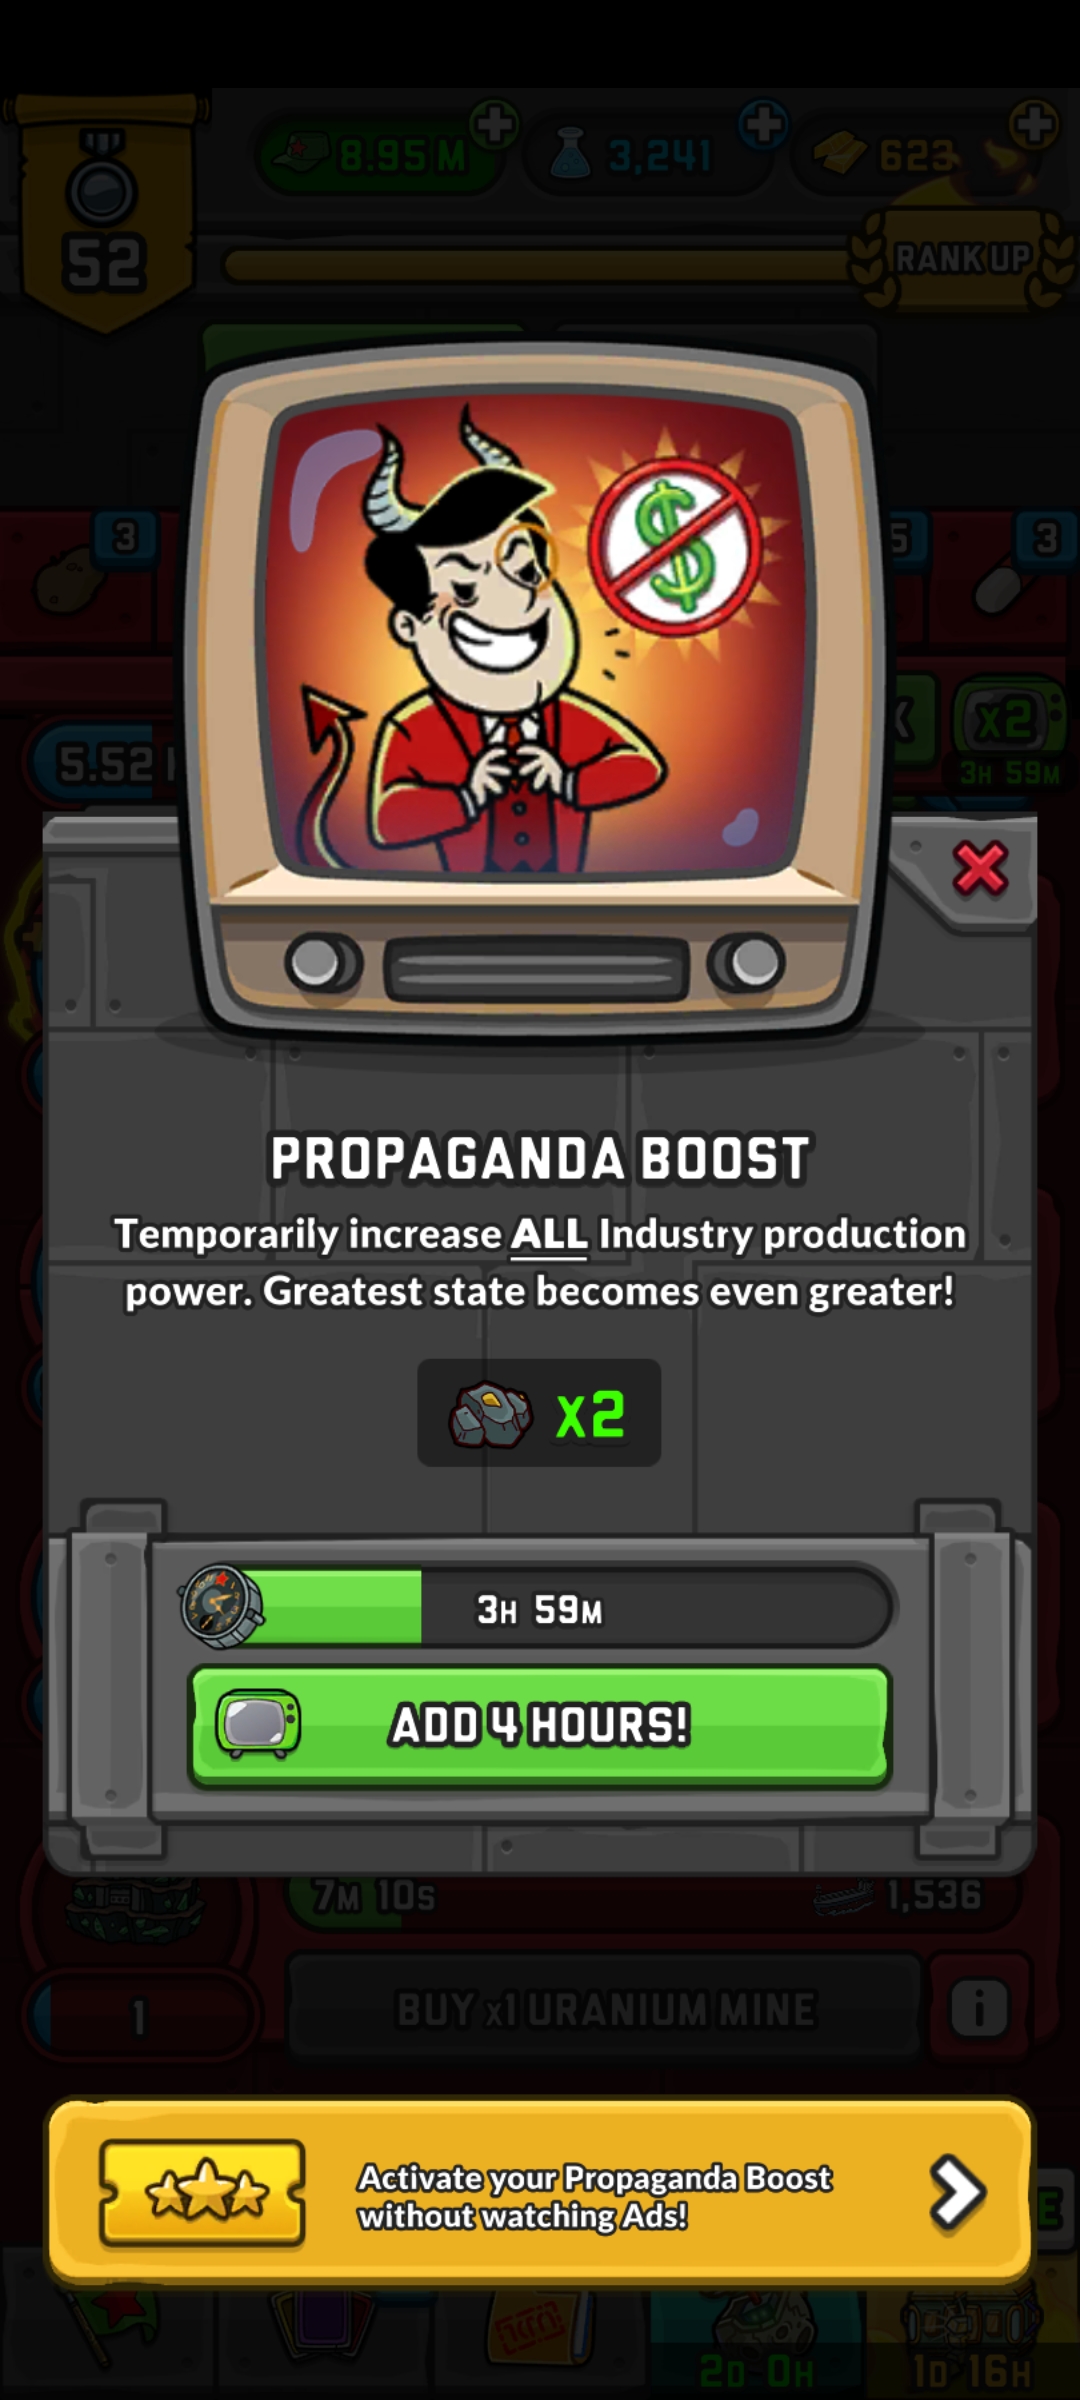 8.95 M
3,241
623
52
RANK UP
3
5
3
5.52
x2
3H 59M
PROPAGANDA BOOST
Temporarily increase ALL Industry production
power. Greatest state becomes even greater!
x2
3H 59M
ADD 4 HOURS!
7M 10S
1,536
1
BUY x1 URANIUM MINE
i
Activate your Propaganda Boost
without watching Ads!
E
2D 0H
1D 16H